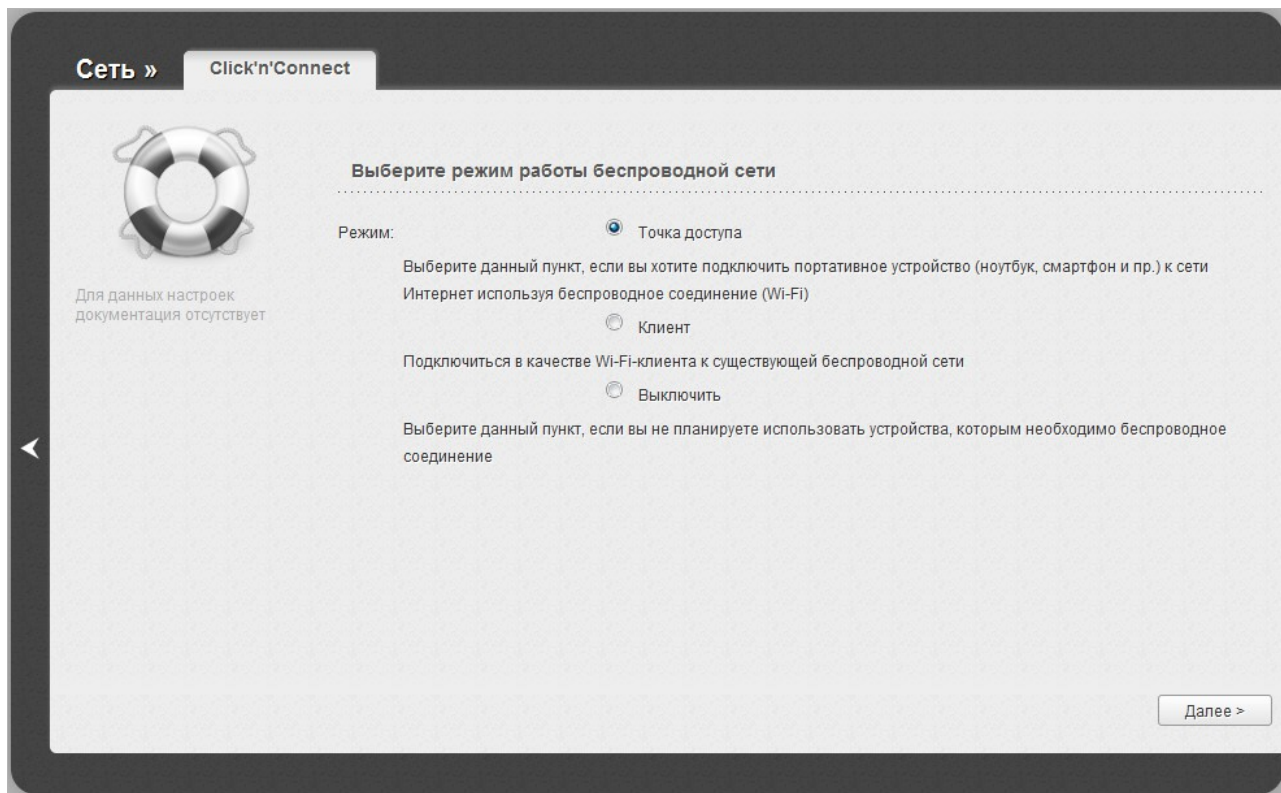 Сеть »
Click'n'Connect
Для данных настроек
документация отсутствует
Выберите режим работы беспроводной сети
Режим:
Точка доступа
Выберите данный пункт, если вы хотите подключить портативное устройство (ноутбук, смартфон и пр.) к сети
Интернет используя беспроводное соединение (Wi-Fi)
Клиент
Подключиться в качестве Wi-Fi-клиента к существующей беспроводной сети
Выключить
Выберите данный пункт, если вы не планируете использовать устройства, которым необходимо беспроводное
соединение
Далее >